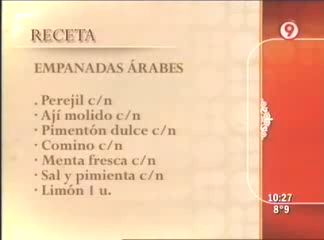 RECETA
EMPANADAS ÁRABES
. Perejil c/n
· Ají molido c/n
· Pimentón dulce c/n
· Comino c/n
· Menta fresca c/n
· Sal y pimienta c/n
· Limón 1 u.
9
10:27
8°9